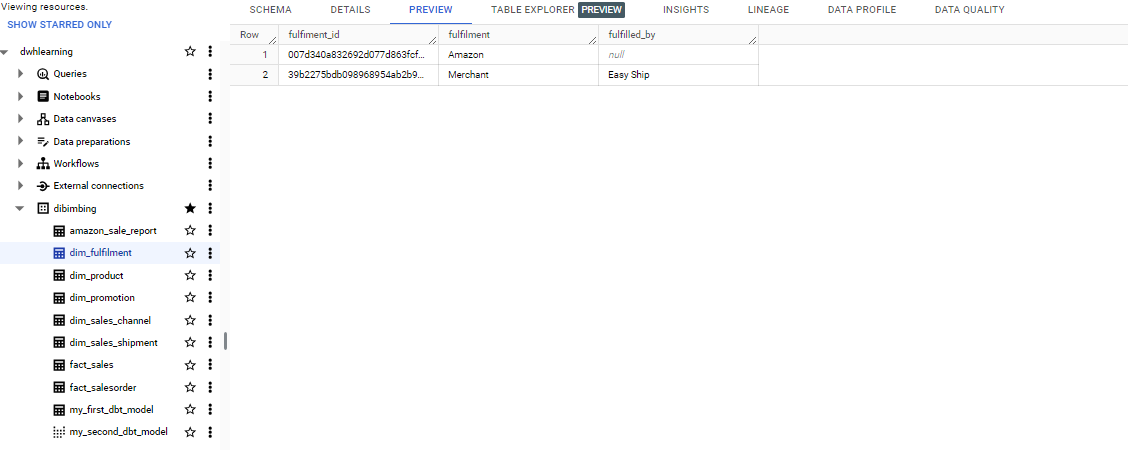 Viewing resources.
SHOW STARRED ONLY
dwhlearning
Queries
Notebooks
Data canvases
Data preparations
Workflows
External connections
dibimbing
amazon_sale_report
dim_fulfilment
dim_product
dim_promotion
dim_sales_channel
dim_sales_shipment
fact_sales
fact_salesorder
my_first_dbt_model
my_second_dbt_model
SCHEMA DETAILS PREVIEW TABLE EXPLORER PREVIEW INSIGHTS LINEAGE DATA PROFILE DATA QUALITY
Row fulfiment_id fulfilment fulfilled_by
1 007d340a832692d077d863fcf... Amazon null
2 39b2275bdb098968954ab2b9... Merchant Easy Ship